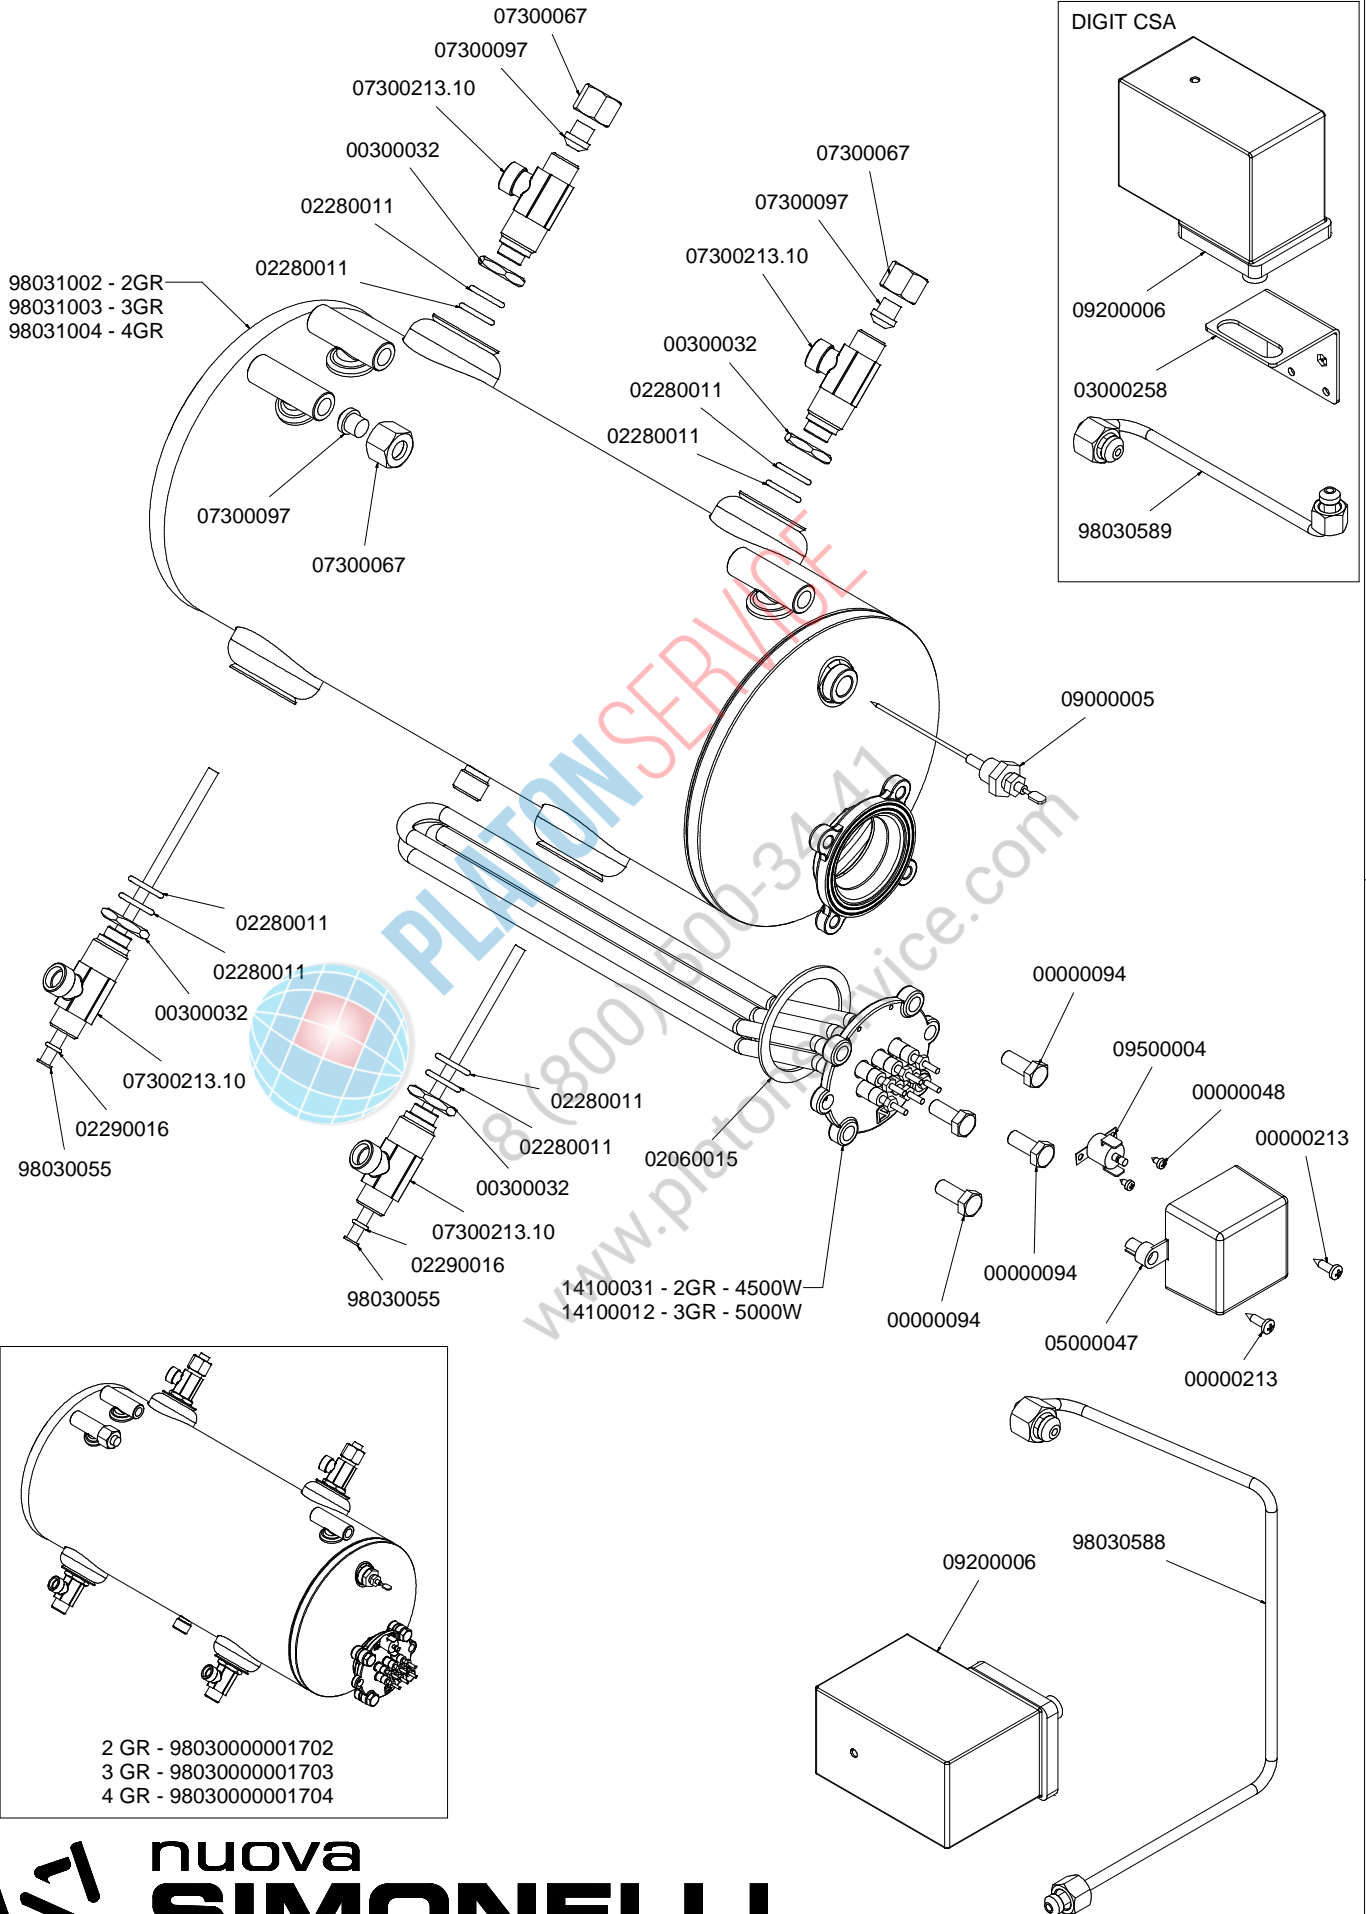 07300067
07300097
07300213.10
00300032
02280011
02280011
98031002 - 2GR
98031003 - 3GR
98031004 - 4GR
07300097
07300067
07300067
07300097
07300213.10
00300032
02280011
02280011
DIGIT CSA
09200006
03000258
98030589
09000005
02280011
02280011
00300032
07300213.10
02290016
98030055
02280011
02280011
00300032
07300213.10
02290016
98030055
02060015
14100031 - 2GR - 4500W
14100012 - 3GR - 5000W
00000094
00000094
00000094
09500004
00000048
00000213
05000047
00000213
98030588
09200006
2 GR - 98030000001702
3 GR - 98030000001703
4 GR - 98030000001704
PLATONSERVICE
8 (800) 500-34-41
www.platonservice.com
nuova
SIMONELLI